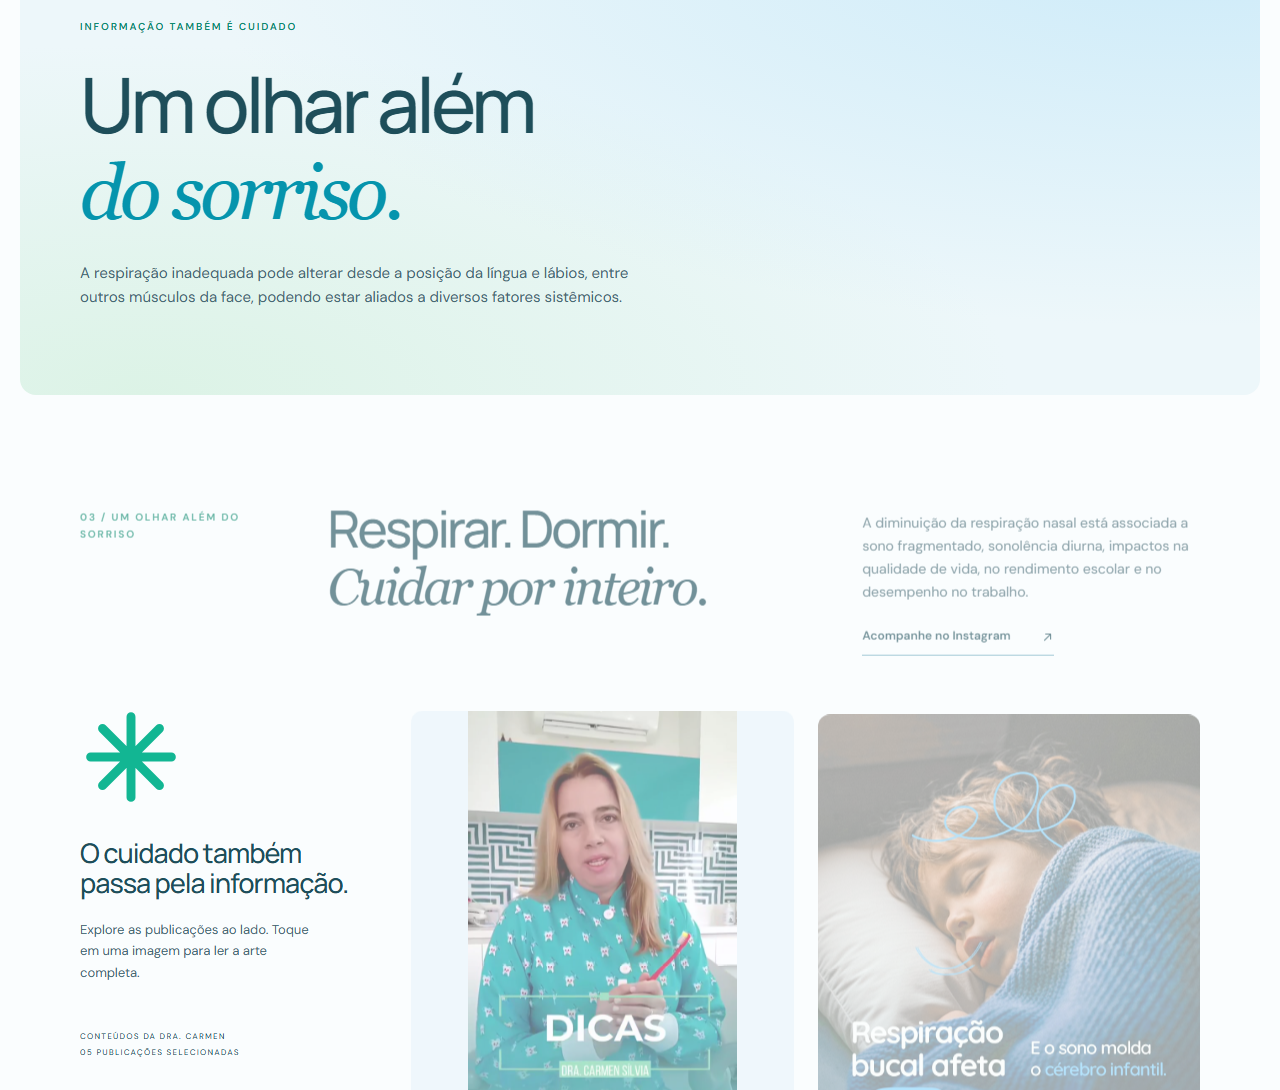 INFORMAÇÃO TAMBÉM É CUIDADO
Um olhar além
do sorriso.
A respiração inadequada pode alterar desde a posição da língua e lábios, entre
outros músculos da face, podendo estar aliados a diversos fatores sistêmicos.
03 / UM OLHAR ALÉM DO
SORRISO
Respirar. Dormir.
Cuidar por inteiro.
A diminuição da respiração nasal está associada a
sono fragmentado, sonolência diurna, impactos na
qualidade de vida, no rendimento escolar e no
desempenho no trabalho.
Acompanhe no Instagram
O cuidado também
passa pela informação.
Explore as publicações ao lado. Toque
em uma imagem para ler a arte
completa.
CONTEÚDOS DA DRA. CARMEN
05 PUBLICAÇÕES SELECIONADAS
DICAS
DRA. CARMEN SILVIA
Respiração
bucal afeta
E o sono molda
o cérebro infantil.